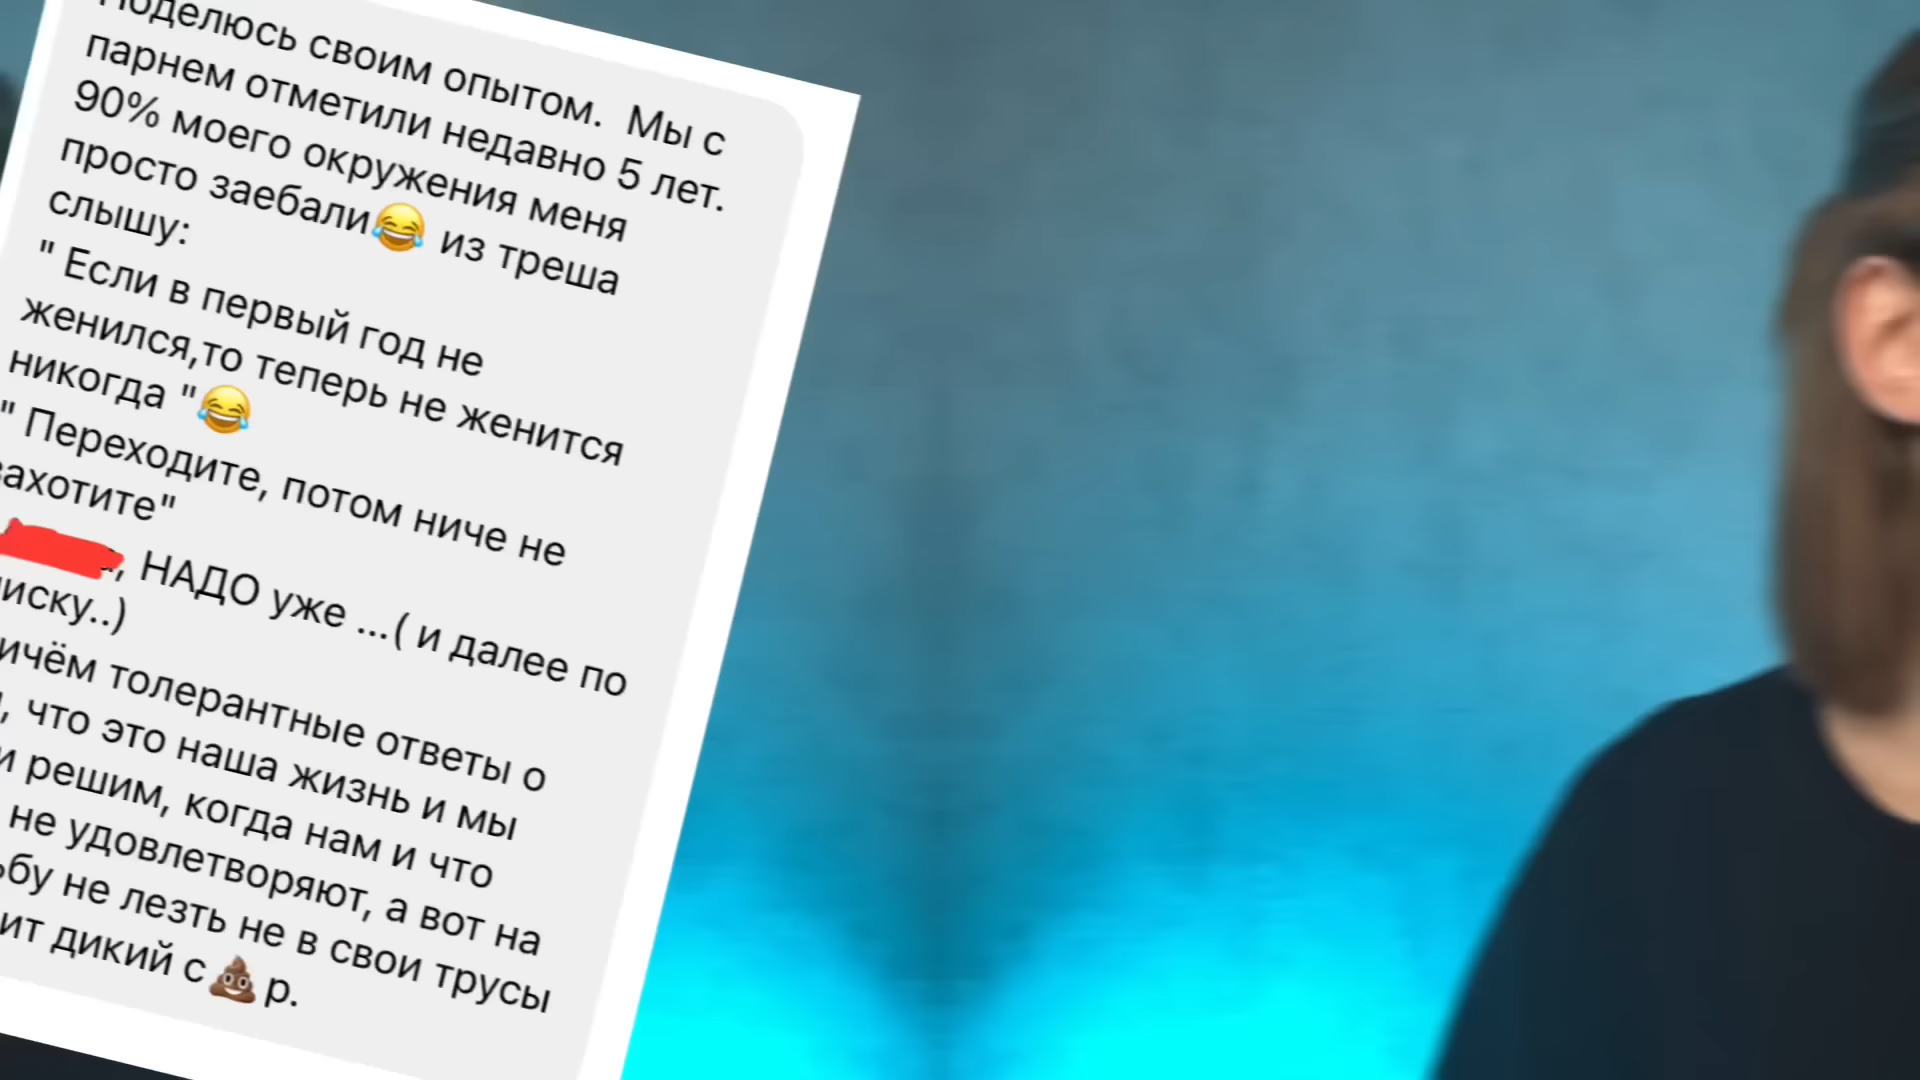 Поделюсь своим опытом. Мы с
парнем отметили недавно 5 лет.
90% моего окружения меня
просто заебали😂 из треша
слышу:
" Если в первый год не
женился,то теперь не женится
никогда "😂
" Переходите, потом ниче не
захотите"
, НАДО уже ...( и далее по
иску..)
ичём толерантные ответы о
, что это наша жизнь и мы
и решим, когда нам и что
не удовлетворяют, а вот на
ьбу не лезть не в свои трусы
ит дикий с💩р.